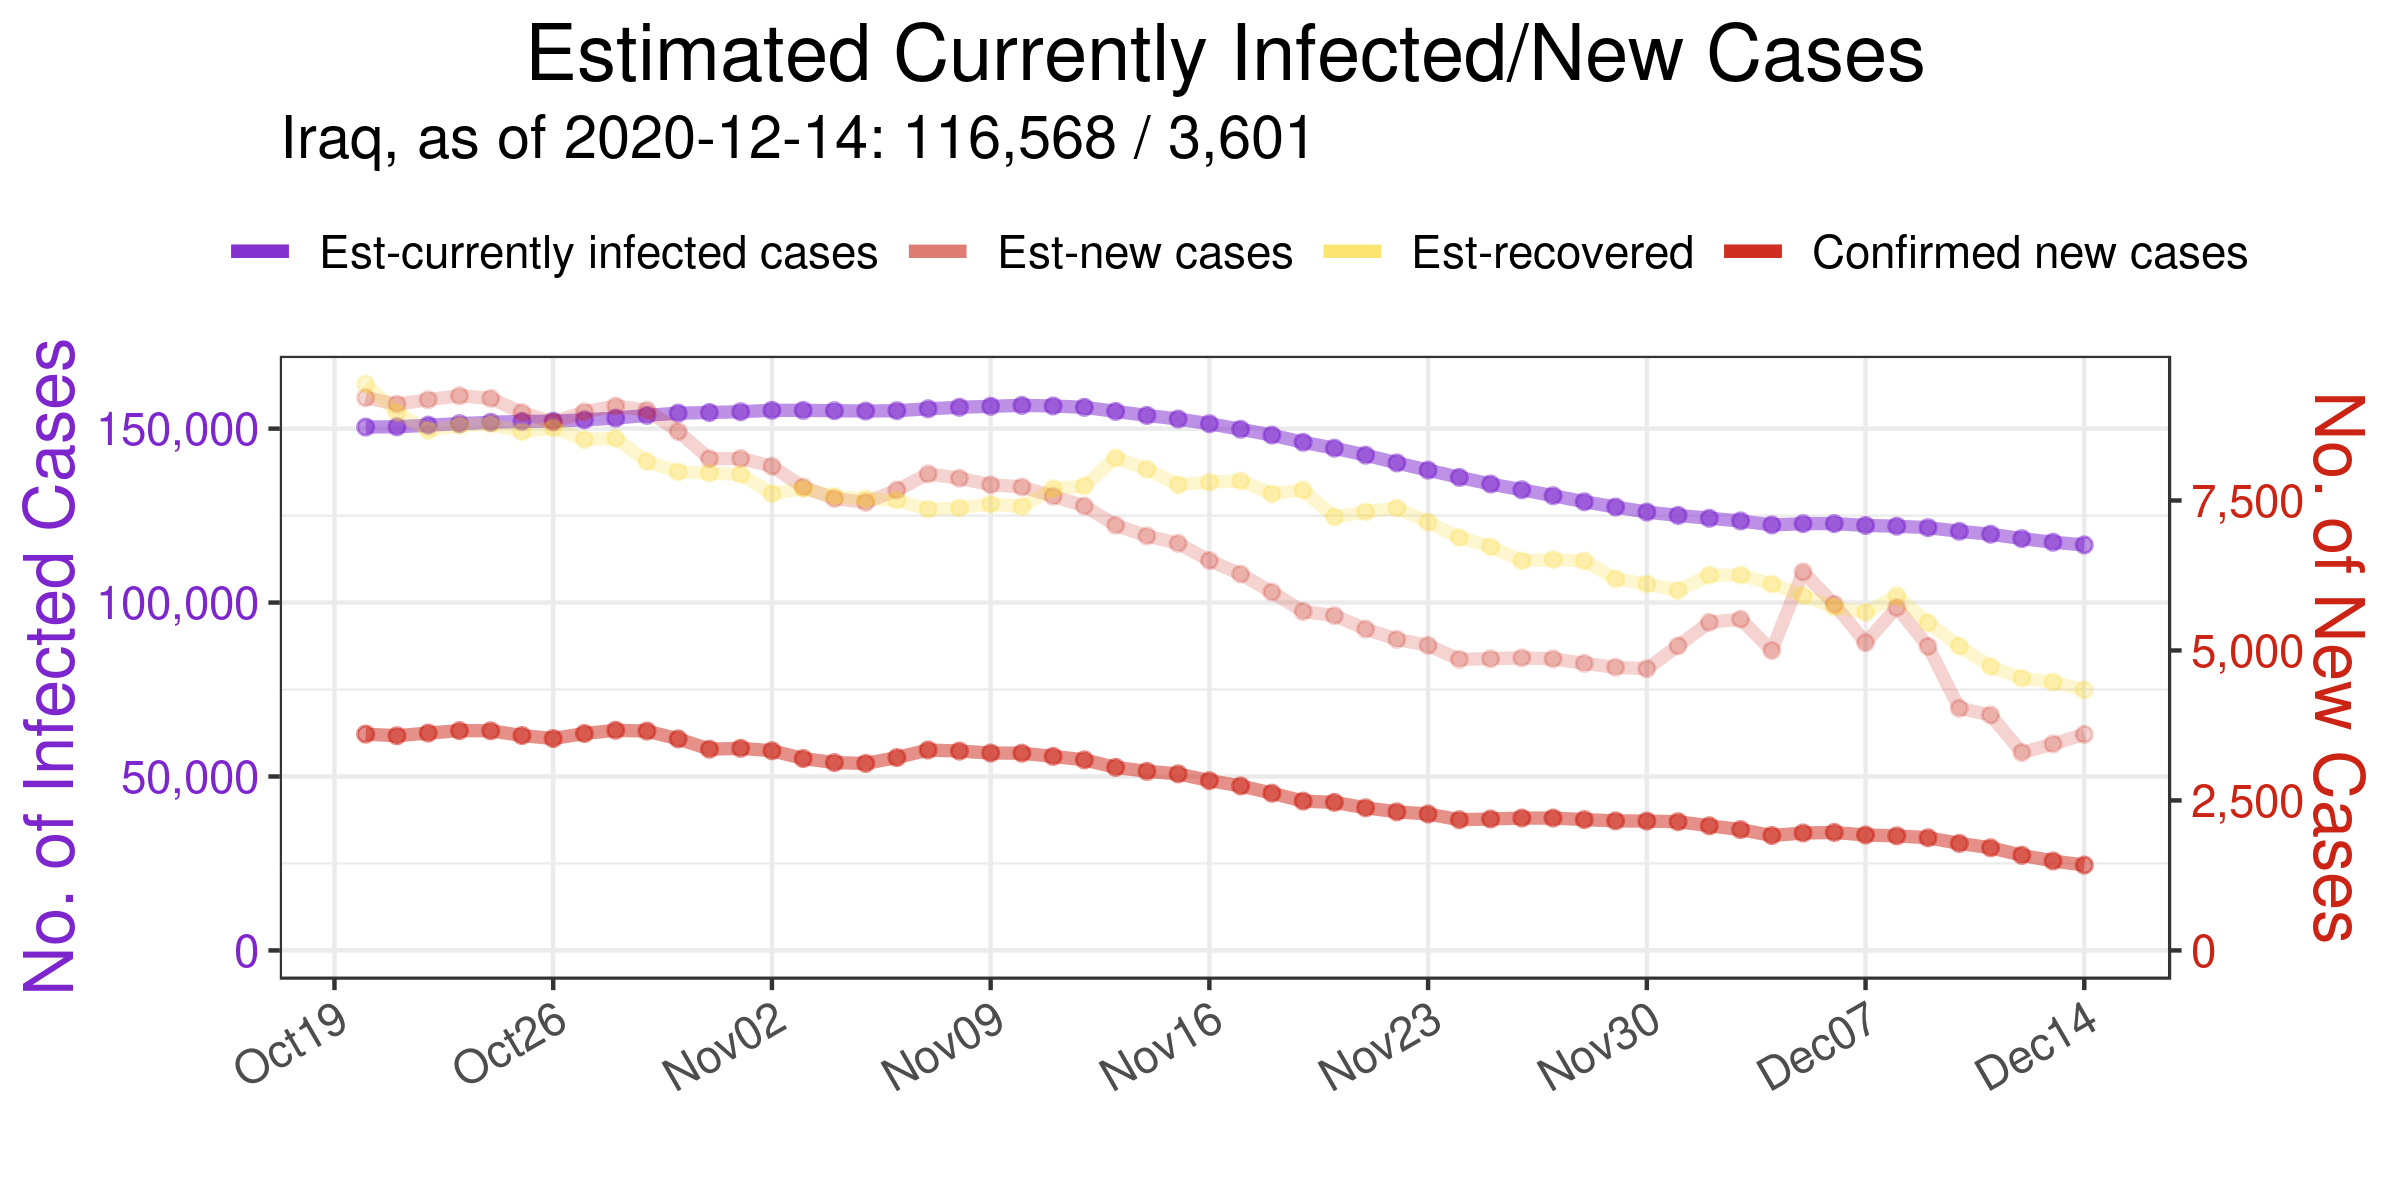 Estimated Currently Infected/New Cases
Iraq, as of 2020-12-14: 116,568 / 3,601
Est-currently infected cases Est-new cases Est-recovered Confirmed new cases
No. of Infected Cases
150,000
100,000
50,000
0
7,500
5,000
2,500
0
No. of New Cases
Oct19 Oct26 Nov02 Nov09 Nov16 Nov23 Nov30 Dec07 Dec14